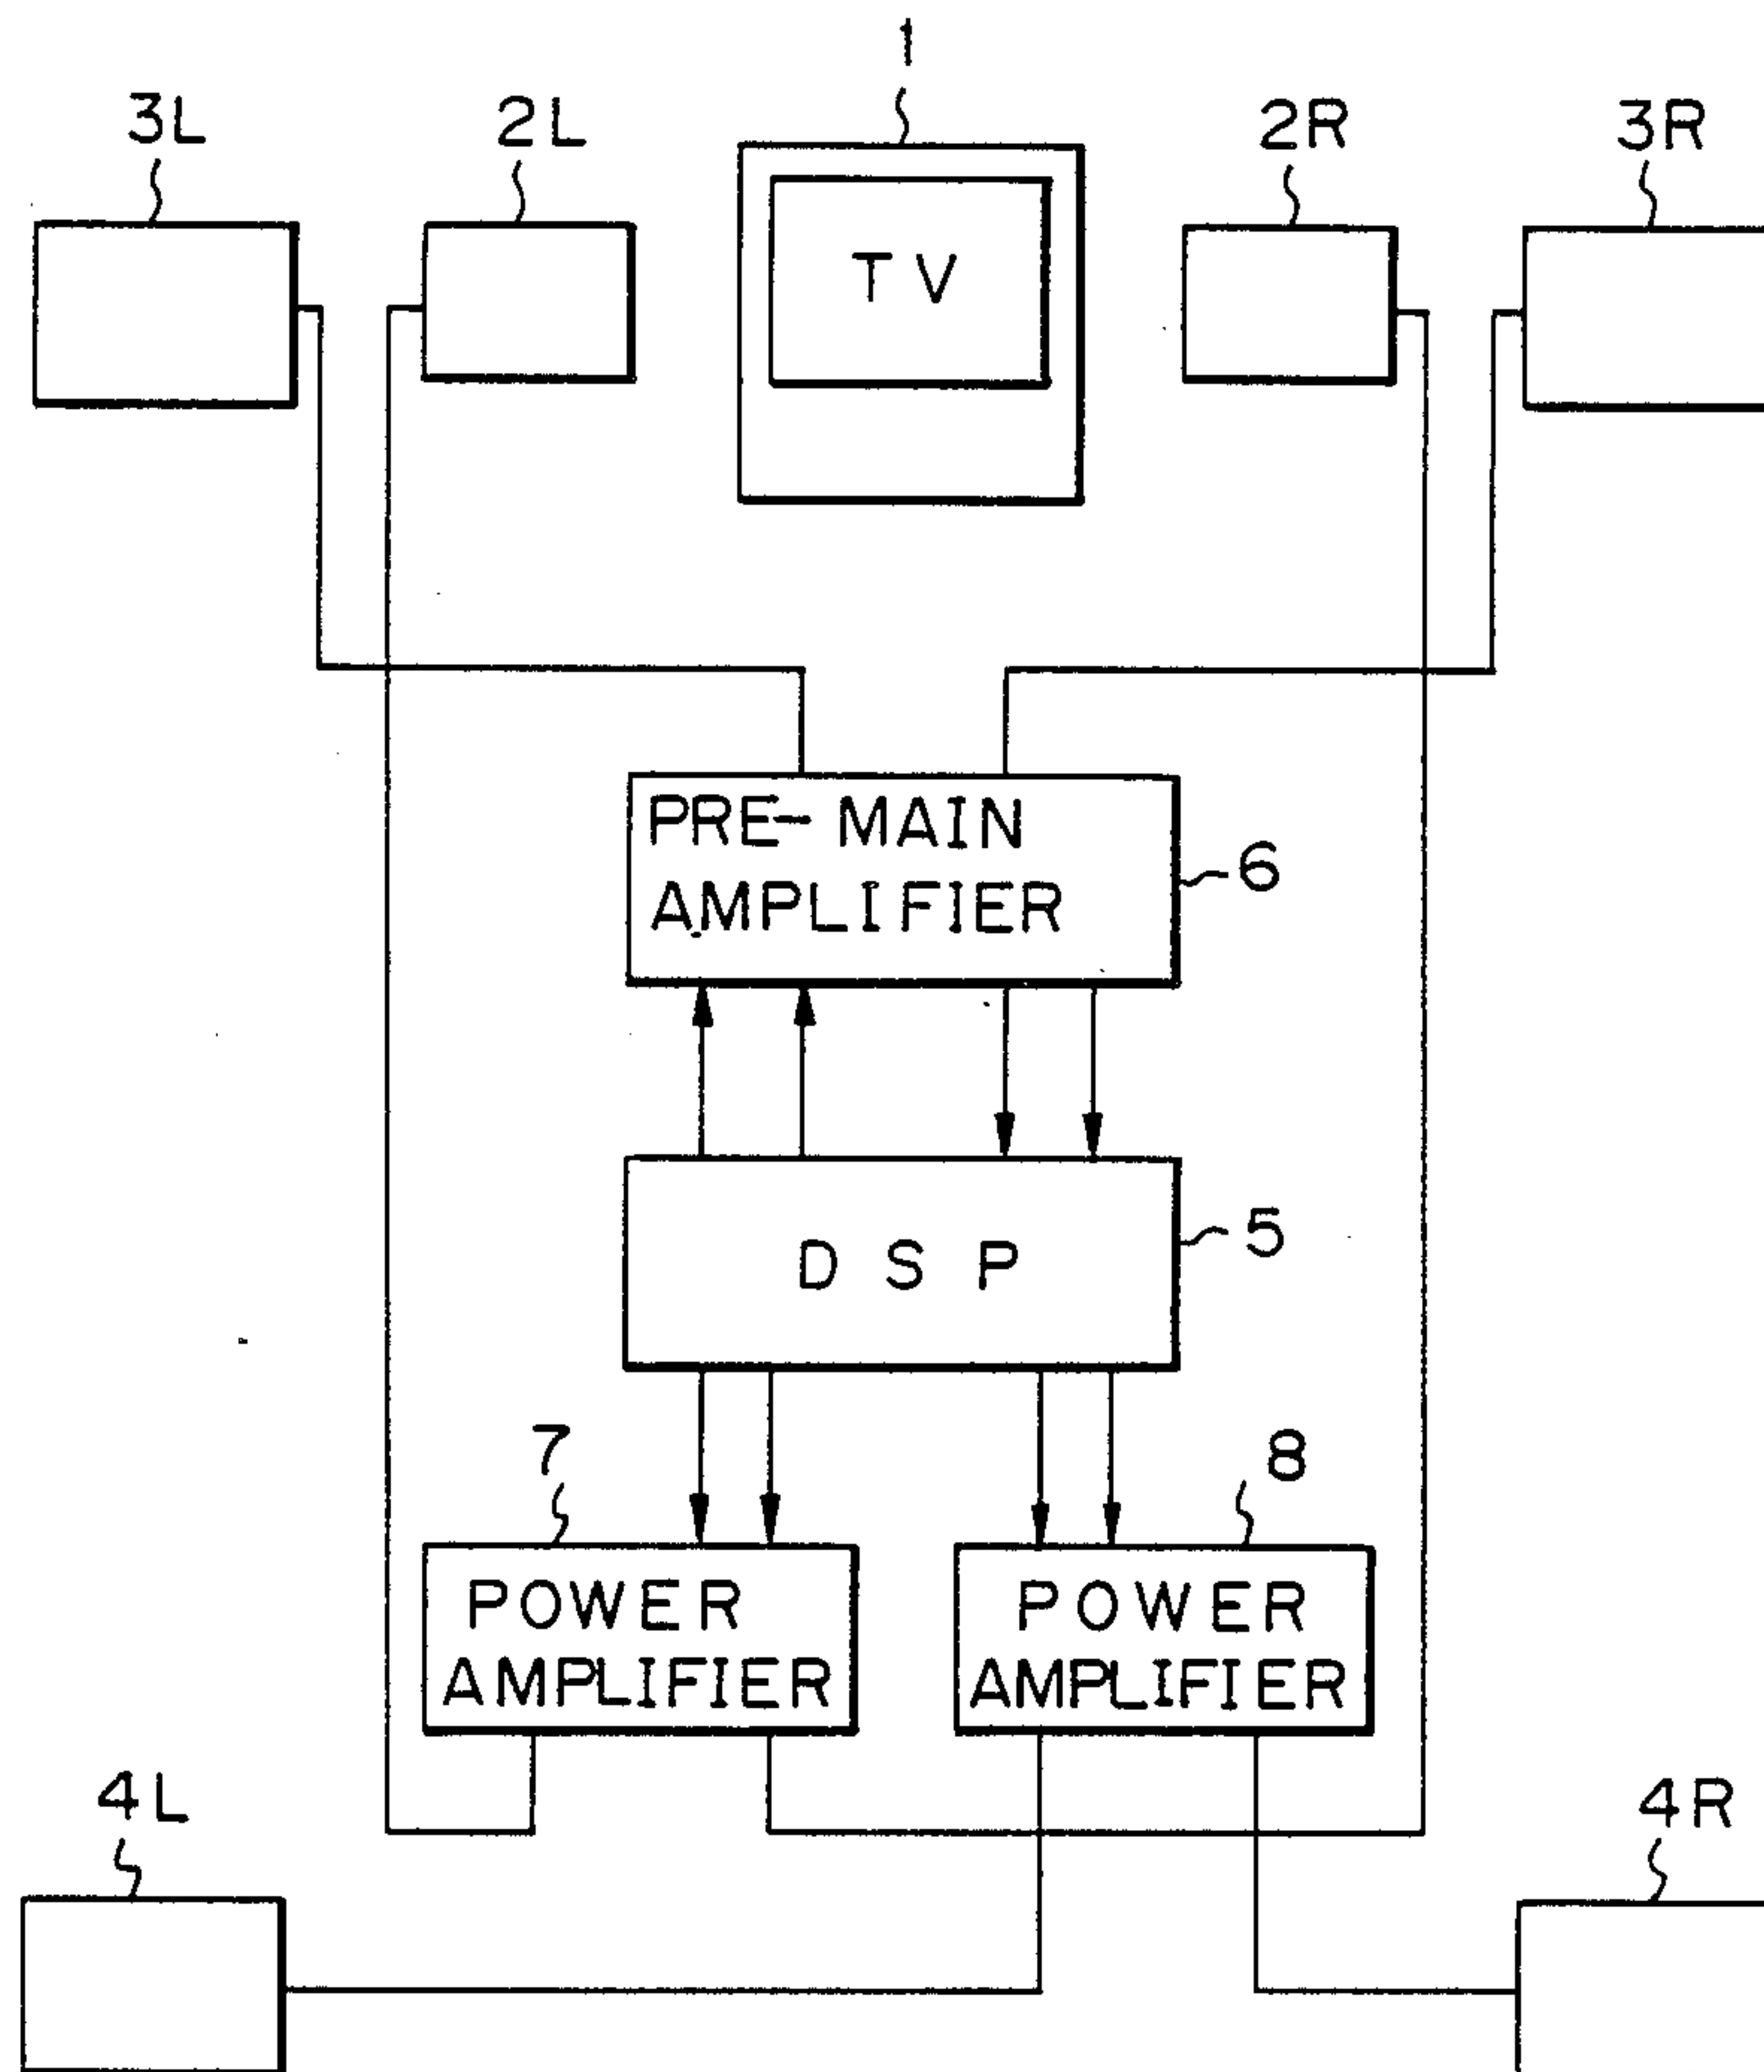 1
3L
2L
2R
3R
TV
PRE-MAIN
AMPLIFIER
6
DSP
5
7
8
POWER
AMPLIFIER
POWER
AMPLIFIER
4L
4R